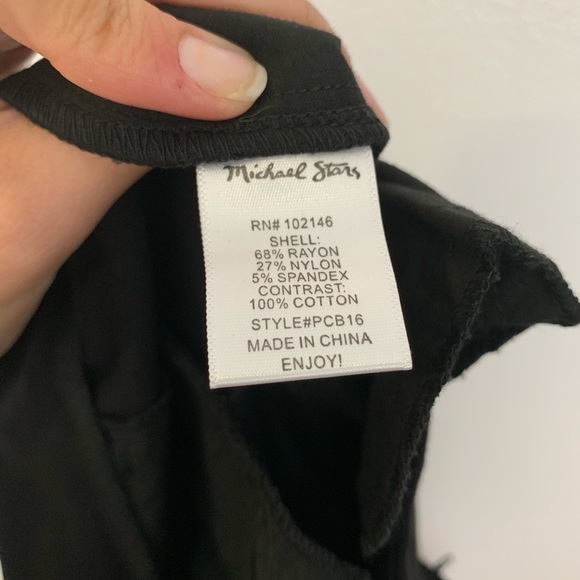 Michael Stars
RN# 102146
SHELL:
68% RAYON
27% NYLON
5% SPANDEX
CONTRAST:
100% COTTON
STYLE#PCB16
MADE IN CHINA
ENJOY!